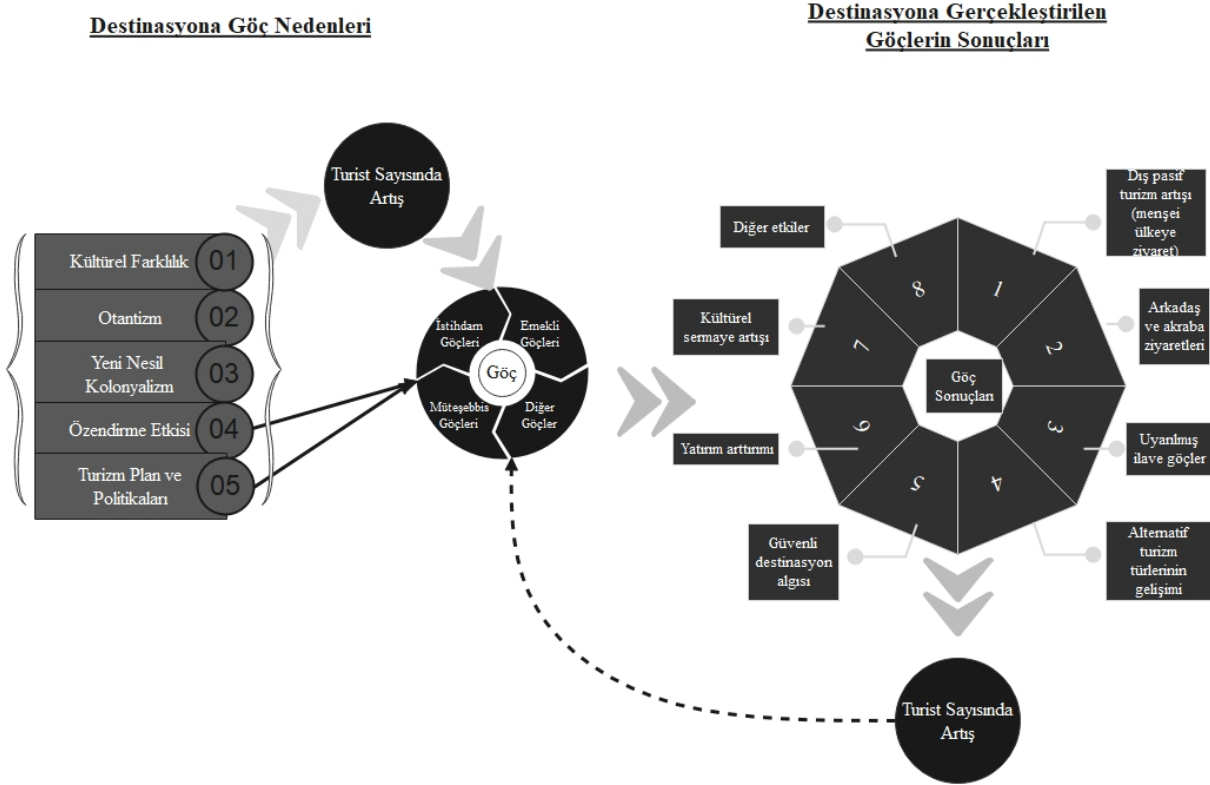 Destinasyona Göç Nedenleri
Destinasyona Gerçekleştirilen
Göçlerin Sonuçları
Turist Sayısında
Artış
Kültürel Farklılık
01
Otantizm
02
Yeni Nesil
Kolonyalizm
03
Özendirme Etkisi
04
Turizm Plan ve
Politikaları
05
İstihdam
Göçleri
Emekli
Göçleri
Göç
Müteşebbis
Göçleri
Diğer
Göçler
Dış pasif
turizm artışı
(menşei
ülkeye
ziyaret)
Arkadaş
ve akraba
ziyaretleri
Uyarılmış
ilave göçler
Alternatif
turizm
türlerinin
gelişimi
Güvenli
destinasyon
algısı
Yatırım arttırımı
Kültürel
sermaye artışı
Diğer etkiler
1
2
3
4
5
6
7
8
Göç
Sonuçları
Turist Sayısında
Artış